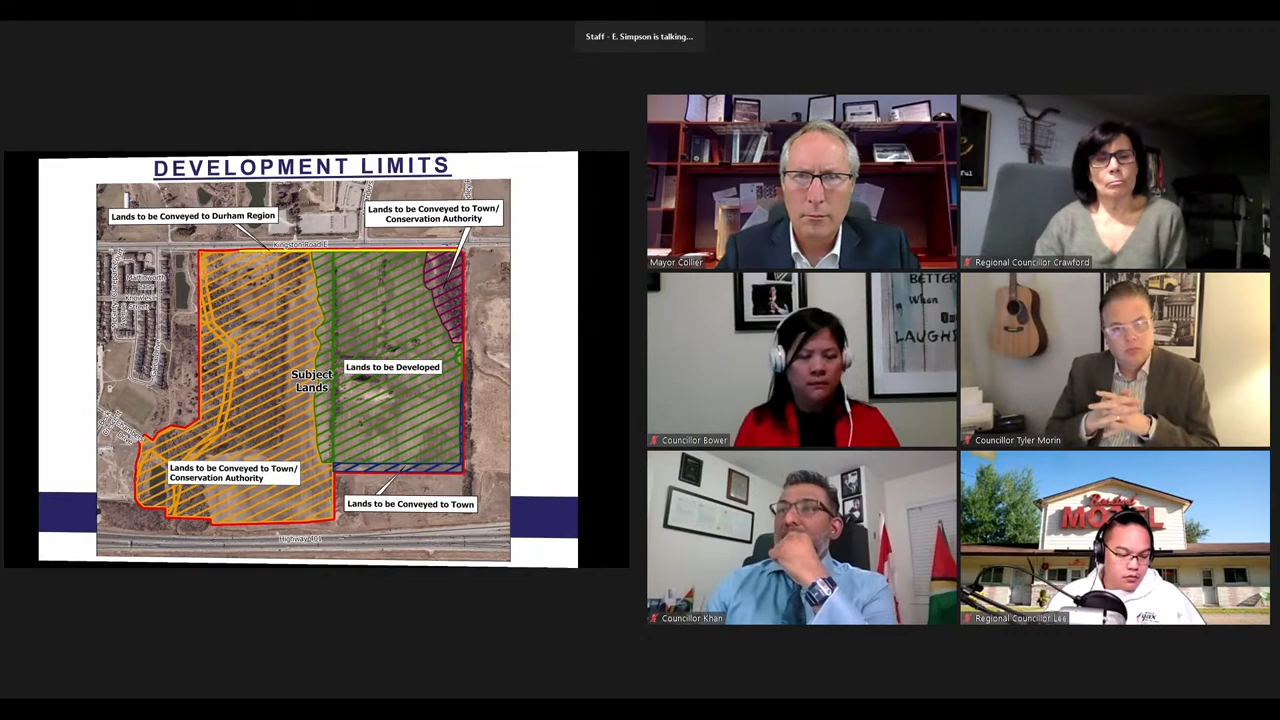 Staff - E. Simpson is talking...
DEVELOPMENT LIMITS
Lands to be Conveyed to Durham Region
Lands to be Conveyed to Town/
Conservation Authority
Kingston Road E
Subject
Lands
Lands to be Developed
Lands to be Conveyed to Town/
Conservation Authority
Lands to be Conveyed to Town
Highway 401
Mayor Collier
Regional Councillor Crawford
BETTER
When
LAUGH
Councillor Bower
Councillor Tyler Morin
Councillor Khan
MOTEL
Regional Councillor Lee